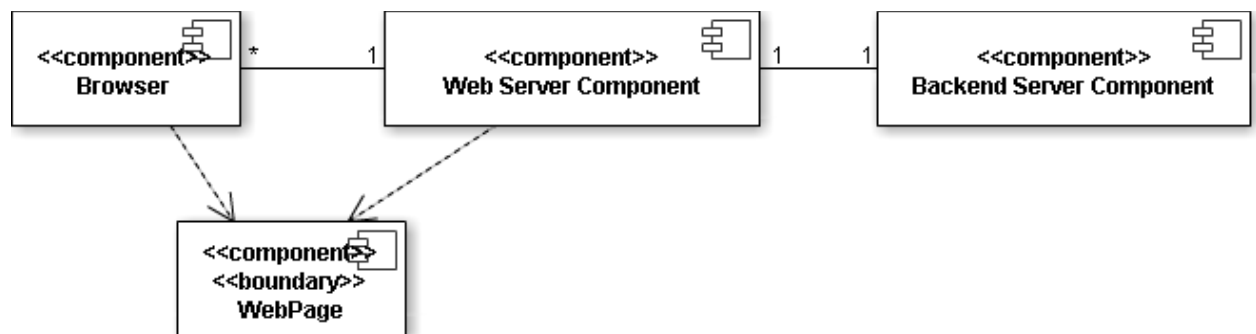 <<component>>
Browser
*
1
<<component>>
Web Server Component
1
1
<<component>>
Backend Server Component
<<component>>
<<boundary>>
WebPage